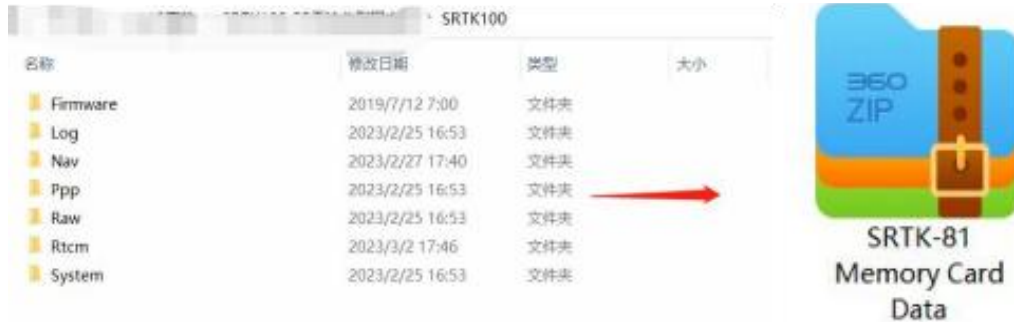 SRTK100
名称 修改日期 类型 大小
Firmware 2019/7/12 7:00 文件夹
Log 2023/2/25 16:53 文件夹
Nav 2023/2/27 17:40 文件夹
Ppp 2023/2/25 16:53 文件夹
Raw 2023/2/25 16:53 文件夹
Rtcm 2023/3/2 17:46 文件夹
System 2023/2/25 16:53 文件夹
360
ZIP
SRTK-81
Memory Card
Data